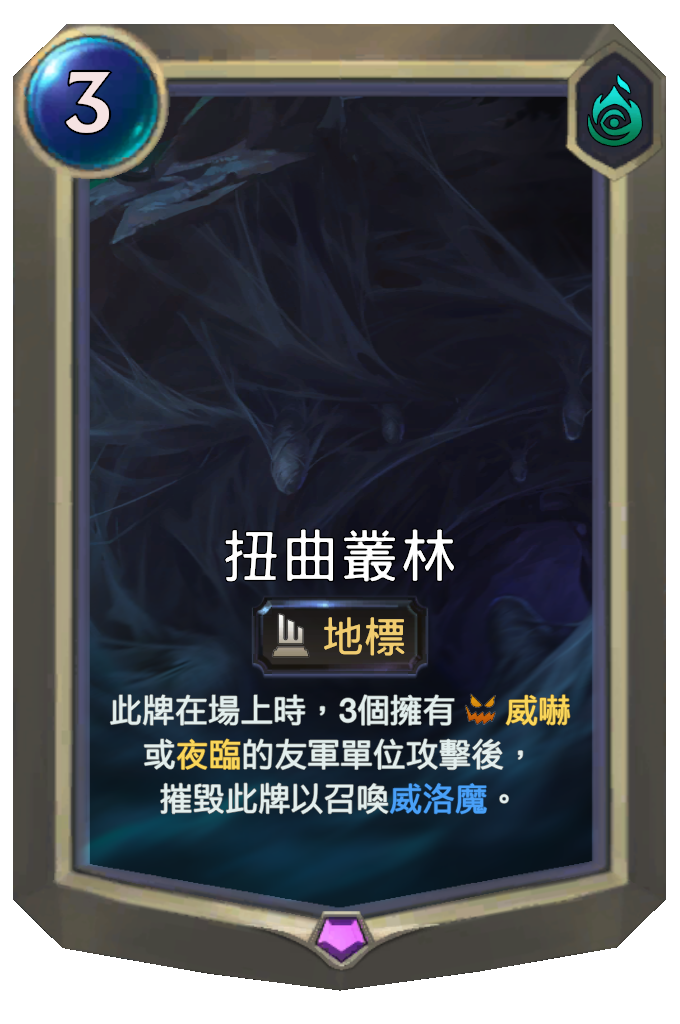 3
扭曲叢林
地標
此牌在場上時，3個擁有 威嚇
或夜臨的友軍單位攻擊後，
摧毀此牌以召喚威洛魔。